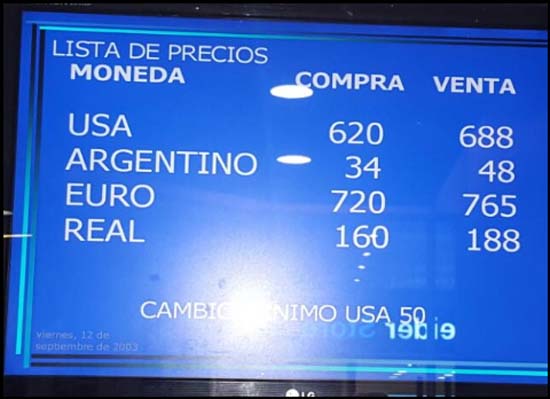 LISTA DE PRECIOS
MONEDA COMPRA VENTA
USA 620 688
ARGENTINO 34 48
EURO 720 765
REAL 160 188
CAMBIO USA 50
viernes, 12 de
septiembre de 2003
LG